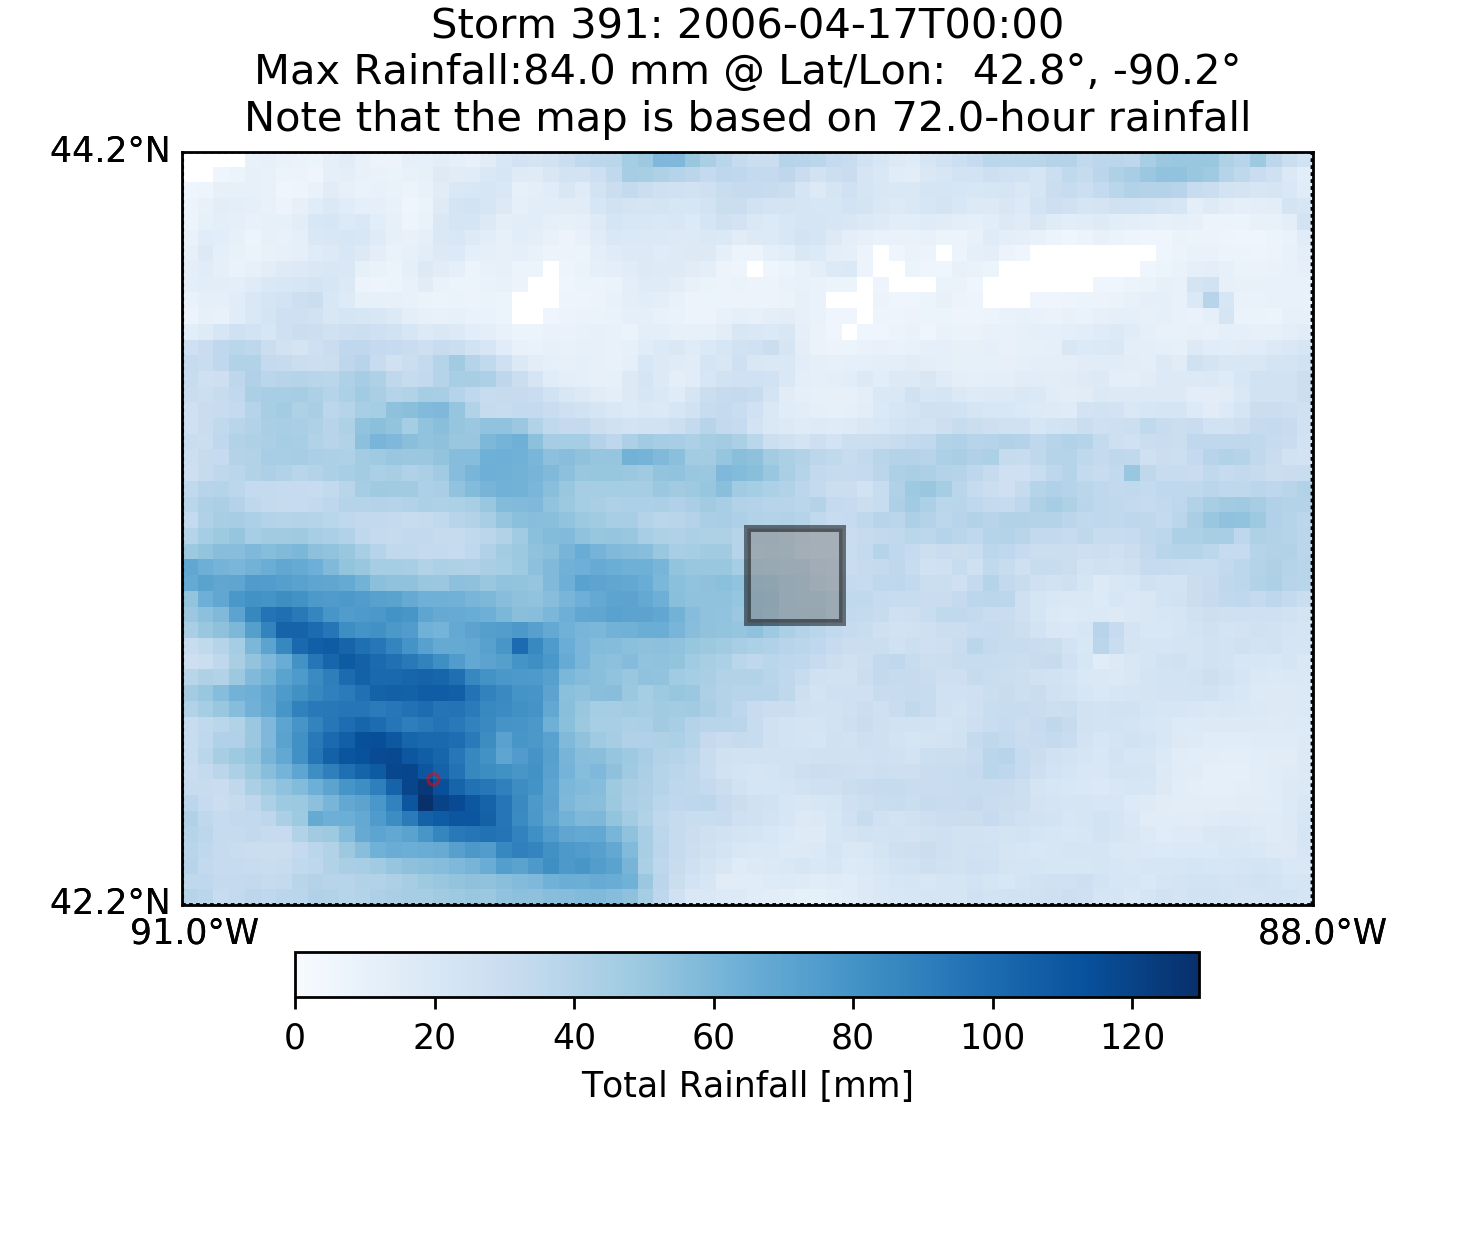 Storm 391: 2006-04-17T00:00
Max Rainfall:84.0 mm @ Lat/Lon:  42.8°, -90.2°
Note that the map is based on 72.0-hour rainfall
44.2°N
42.2°N
91.0°W 88.0°W
0 20 40 60 80 100 120
Total Rainfall [mm]